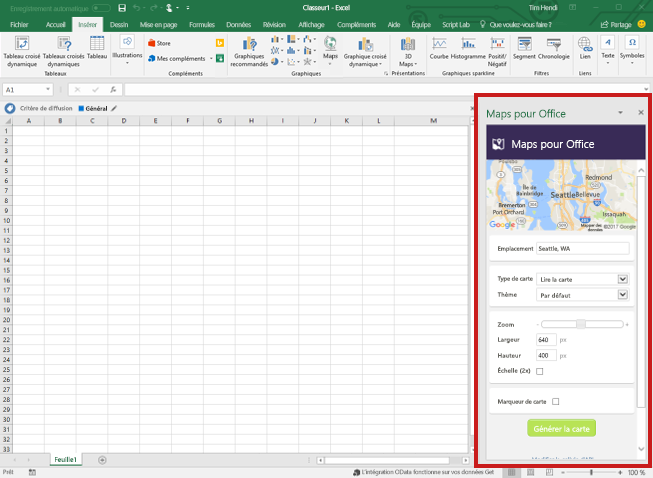 Enregistrement automatique
Classeur1 - Excel
Tim Hendi
Fichier Accueil Insérer Dessin Mise en page Formules Données Révision Affichage Compléments Aide Équipe Script Lab Que voulez-vous faire ? Partage
Tableau croisé dynamique
Tableaux croisés dynamiques
Tableau
Illustrations
Store
Mes compléments
Graphiques recommandés
Maps
Graphique croisé dynamique
3D Maps
Courbe Histogramme Positif/Négatif
Segment Chronologie
Lien
Texte
Symboles
Tableaux Compléments Graphiques Présentations Graphiques sparkline Filtres Liens
A1 fx
Critère de diffusion Général
A B C D E F G H I J K L M
1
2
3
4
5
6
7
8
9
10
11
12
13
14
15
16
17
18
19
20
21
22
23
24
25
26
27
28
29
30
31
32
33
Maps pour Office
Maps pour Office
Poulsbo
Redmond
Île de Bainbridge
Seattle Bellevue
Bremerton
Port Orchard
Issaquah
Google
Mapper des données
©2017 Google
Emplacement Seattle, WA
Type de carte Lire la carte
Thème Par défaut
Zoom - +
Largeur 640 px
Hauteur 400 px
Échelle (2x)
Marqueur de carte
Générer la carte
Feuille1
Prêt
L'intégration OData fonctionne sur vos données Get
100 %